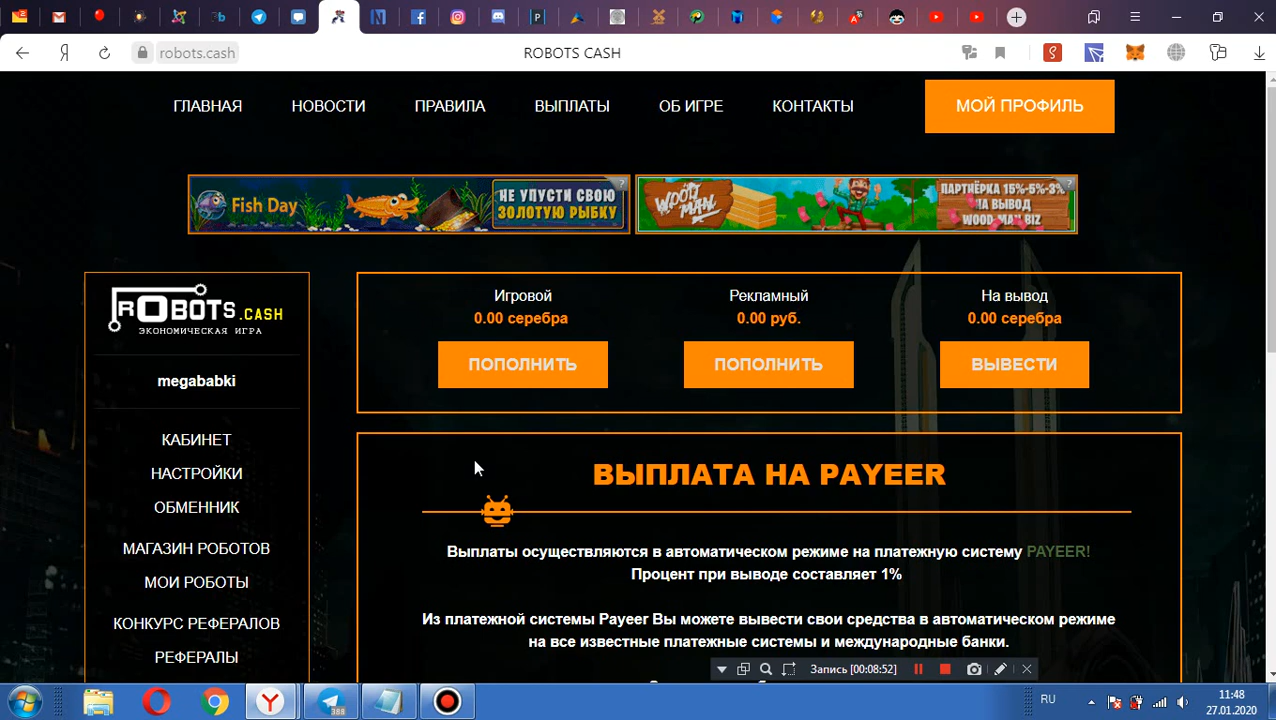 robots.cash
ROBOTS CASH
ГЛАВНАЯ НОВОСТИ ПРАВИЛА ВЫПЛАТЫ ОБ ИГРЕ КОНТАКТЫ МОЙ ПРОФИЛЬ
Fish Day
НЕ УПУСТИ СВОЮ
ЗОЛОТУЮ РЫБКУ
WOOD MAN
ПАРТНЁРКА 15%-5%-3%
НА ВЫВОД
WOOD-MAN.BIZ
ROBOTS.CASH
ЭКОНОМИЧЕСКАЯ ИГРА
megababki
КАБИНЕТ
НАСТРОЙКИ
ОБМЕННИК
МАГАЗИН РОБОТОВ
МОИ РОБОТЫ
КОНКУРС РЕФЕРАЛОВ
РЕФЕРАЛЫ
Игровой Рекламный На вывод
0.00 серебра 0.00 руб. 0.00 серебра
ПОПОЛНИТЬ ПОПОЛНИТЬ ВЫВЕСТИ
ВЫПЛАТА НА PAYEER
Выплаты осуществляются в автоматическом режиме на платежную систему PAYEER!
Процент при выводе составляет 1%
Из платежной системы Payeer Вы можете вывести свои средства в автоматическом режиме
на все известные платежные системы и международные банки.
Запись [00:08:52]
388
RU
11:48
27.01.2020